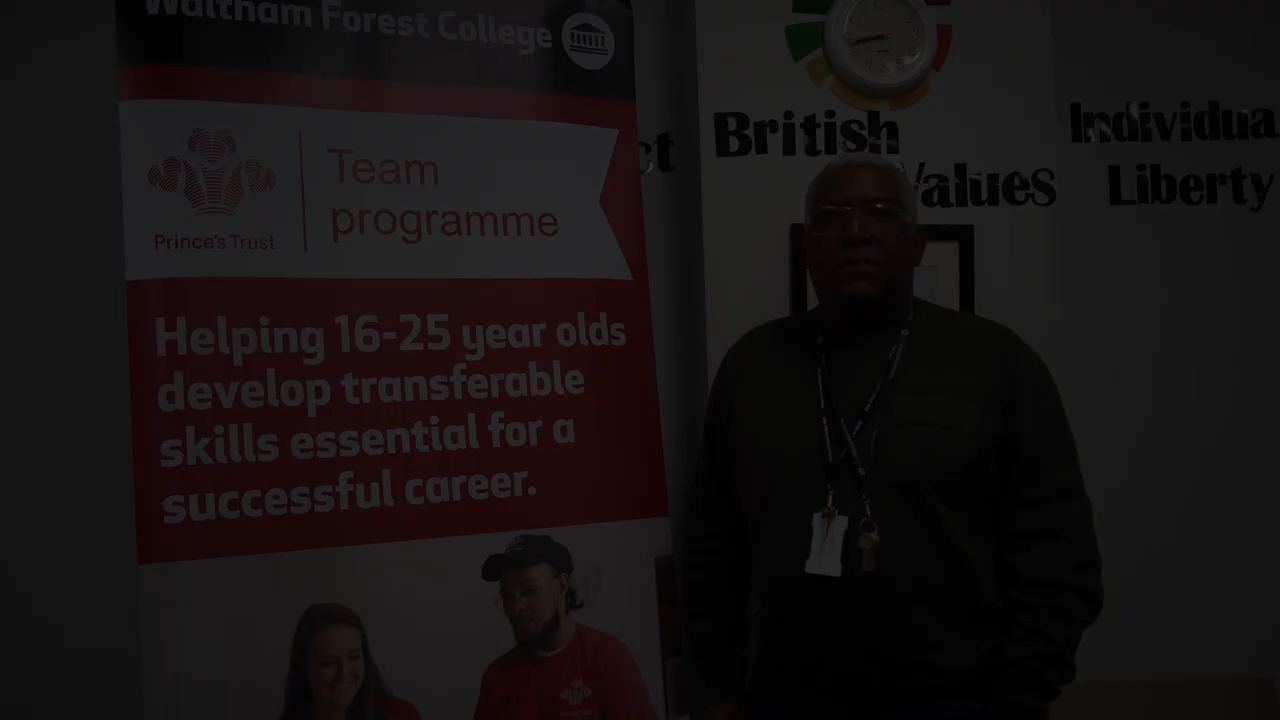 Waltham Forest College
Team
programme
Prince's Trust
Helping 16-25 year olds
develop transferable
skills essential for a
successful career.
British
Values
Individua
Liberty